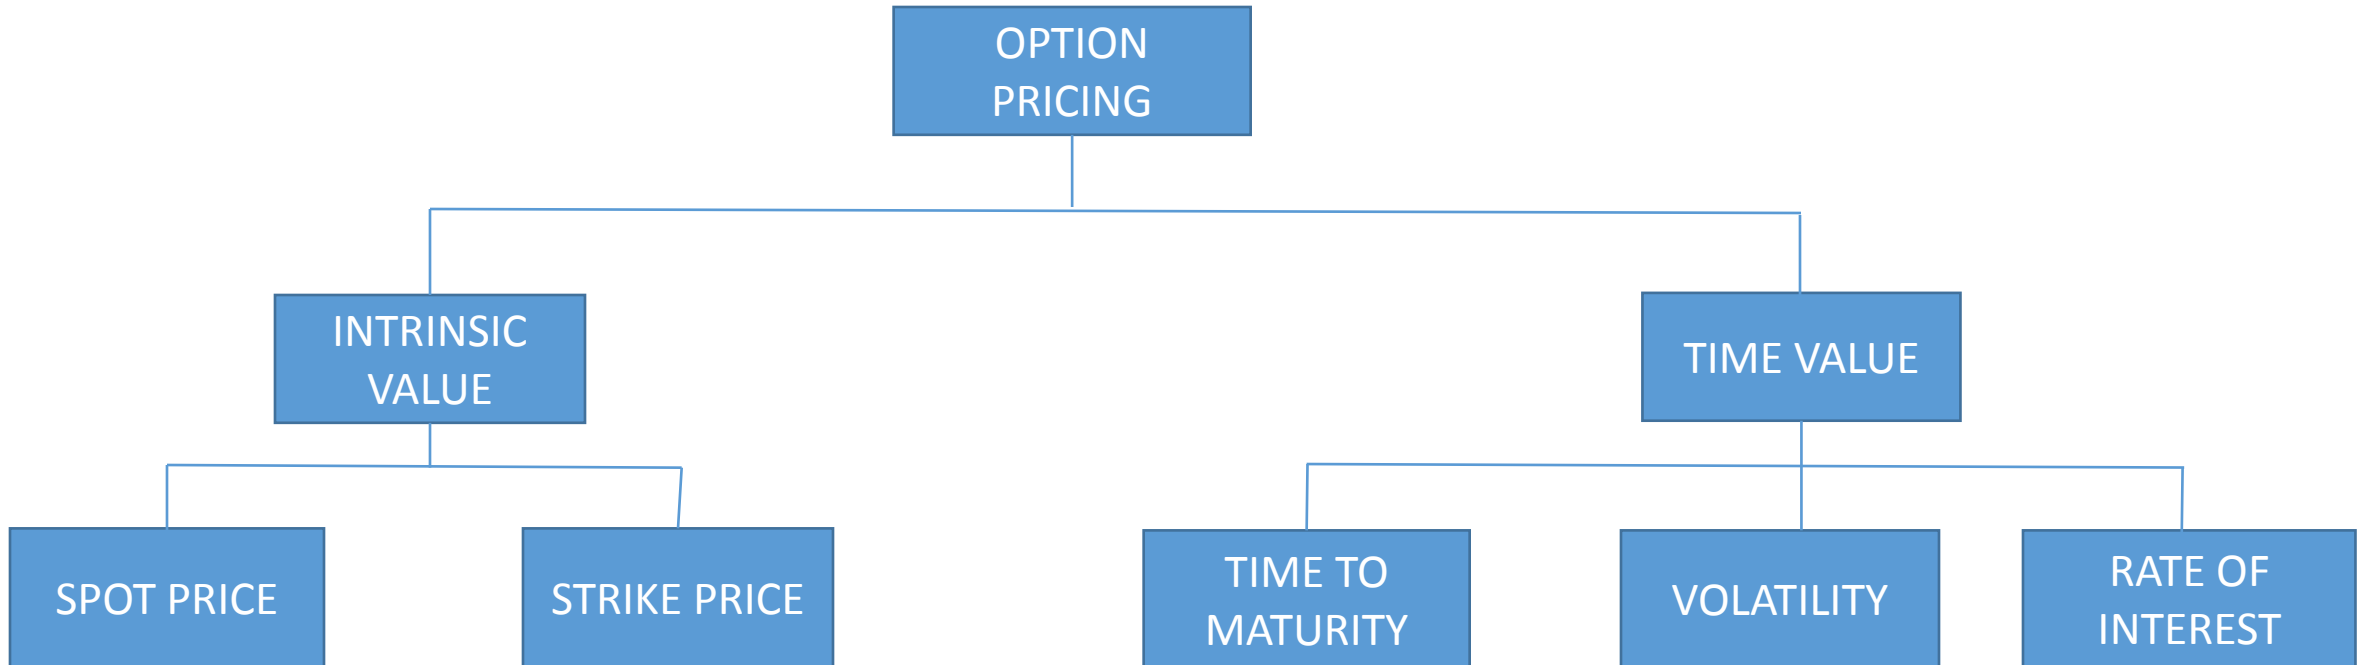 OPTION
PRICING
INTRINSIC
VALUE
TIME VALUE
SPOT PRICE
STRIKE PRICE
TIME TO
MATURITY
VOLATILITY
RATE OF
INTEREST